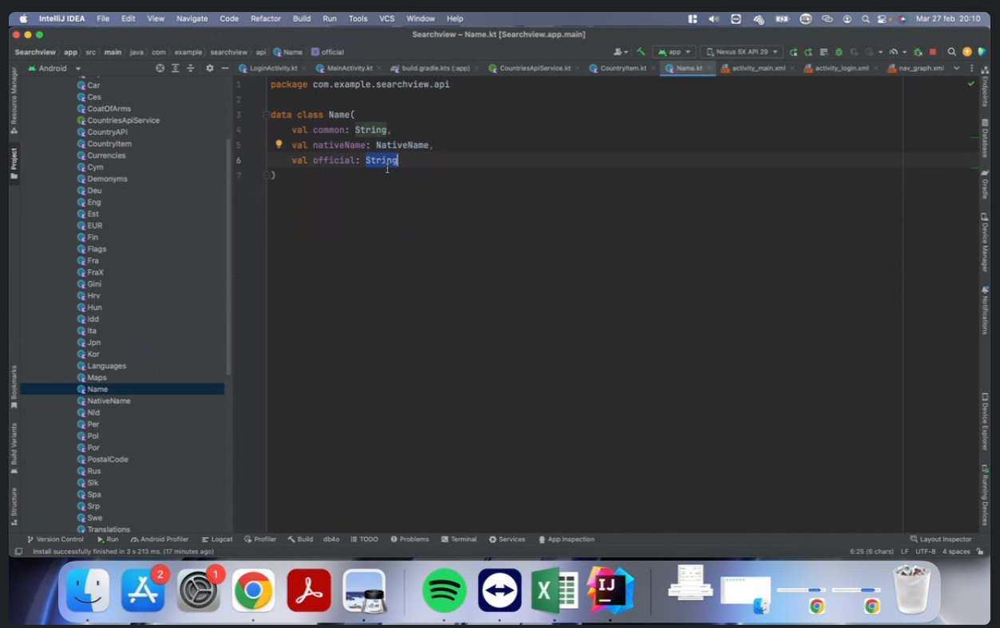 IntelliJ IDEA File Edit View Navigate Code Refactor Build Run Tools VCS Window Help Mar 27 feb 20:10
Searchview – Name.kt [Searchview.app.main]
Searchview app src main java com example searchview api Name official app Nexus 5X API 29
Android
LoginActivity.kt MainActivity.kt build.gradle.kts (:app) CountriesApiService.kt CountryItem.kt Name.kt activity_main.xml activity_login.xml nav_graph.xml
Resource Manager
Project
Bookmarks
Build Variants
Structure
Car
Ces
CoatOfArms
CountriesApiService
CountryAPI
CountryItem
Currencies
Cym
Demonyms
Deu
Eng
Est
EUR
Fin
Flags
Fra
FraX
Gini
Hrv
Hun
Idd
Ita
Jpn
Kor
Languages
Maps
Name
NativeName
Nld
Per
Pol
Por
PostalCode
Rus
Slk
Spa
Srp
Swe
Translations
1 package com.example.searchview.api
2
3 data class Name(
4 val common: String,
5 val nativeName: NativeName,
6 val official: String
7 )
Endpoints
Database
Gradle
Device Manager
Notifications
Device Explorer
Running Devices
Version Control Run Android Profiler Logcat Profiler Build db4o TODO Problems Terminal Services App Inspection Layout Inspector
Install successfully finished in 3 s 213 ms. (17 minutes ago) 6:25 (6 chars) LF UTF-8 4 spaces
2
1
X
IJ